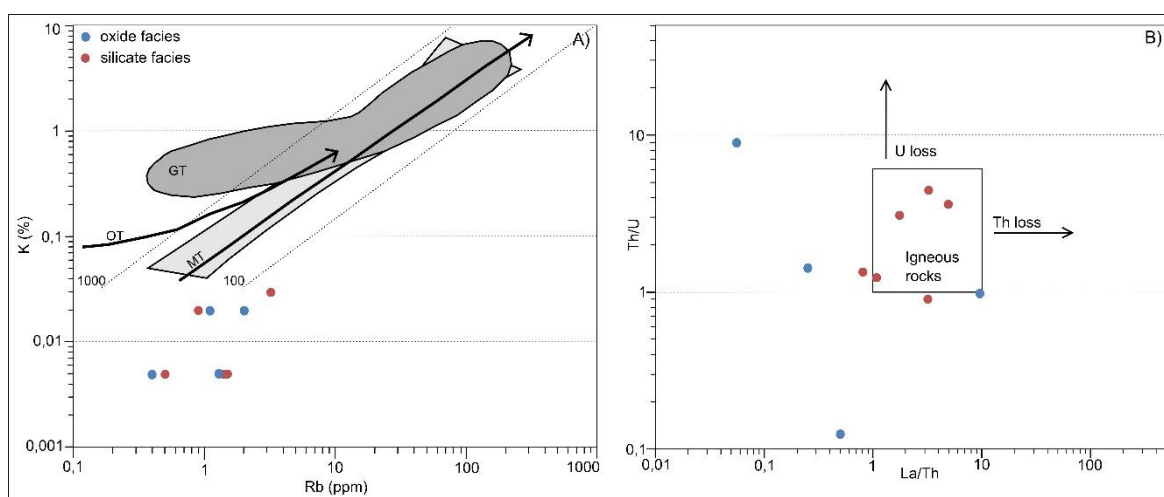 oxide facies
silicate facies
A)
10
1
0,1
0,01
0,001
K (%)
GT
OT
MT
1000
100
0,1
1
10
100
1000
Rb (ppm)
B)
10
1
0,1
Th/U
U loss
Th loss
Igneous
rocks
0,01
0,1
1
10
100
La/Th